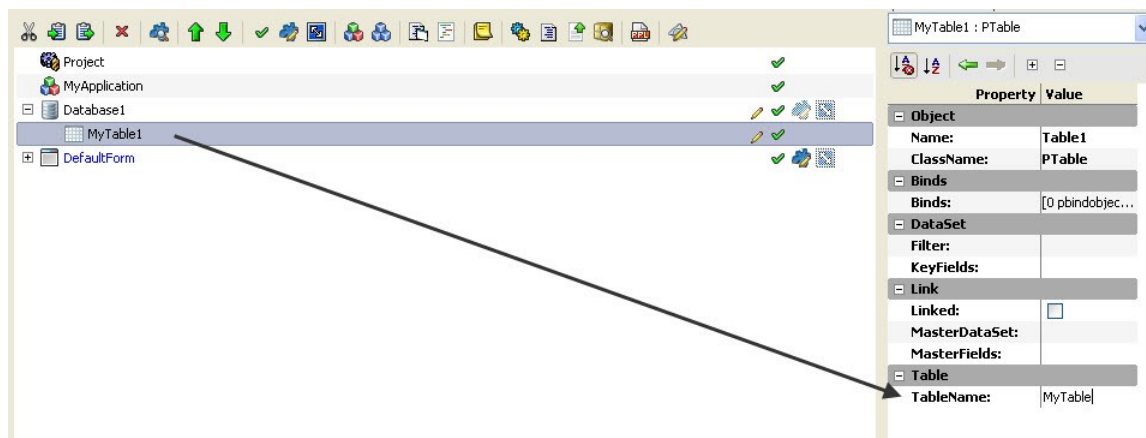 MyTable1 : PTable
Project
MyApplication
Database1
MyTable1
DefaultForm
Property Value
Object
Name: Table1
ClassName: PTable
Binds
Binds: [0 pbindobjec...
DataSet
Filter:
KeyFields:
Link
Linked:
MasterDataSet:
MasterFields:
Table
TableName: MyTable